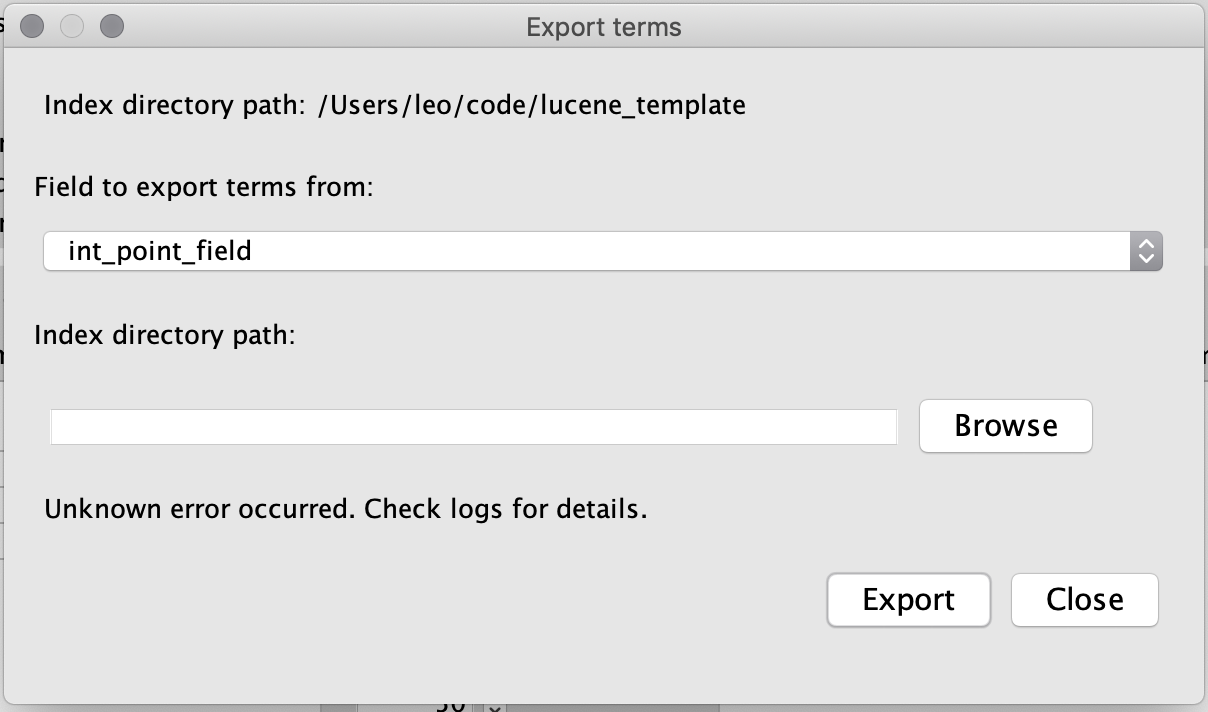 Export terms
Index directory path: /Users/leo/code/lucene_template
Field to export terms from:
int_point_field
Index directory path:
Browse
Unknown error occurred. Check logs for details.
Export Close